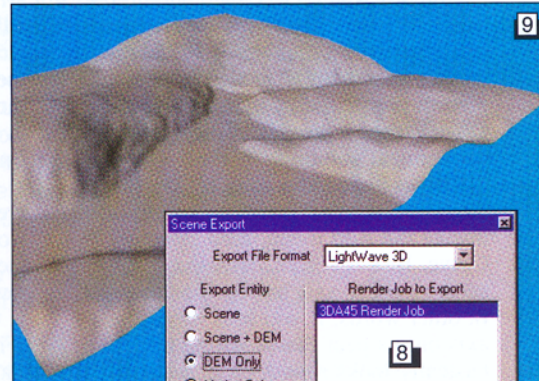 9
Scene Export
Export File Format LightWave 3D
Export Entity Render Job to Export
Scene 3DA45 Render Job
Scene + DEM
DEM Only
8